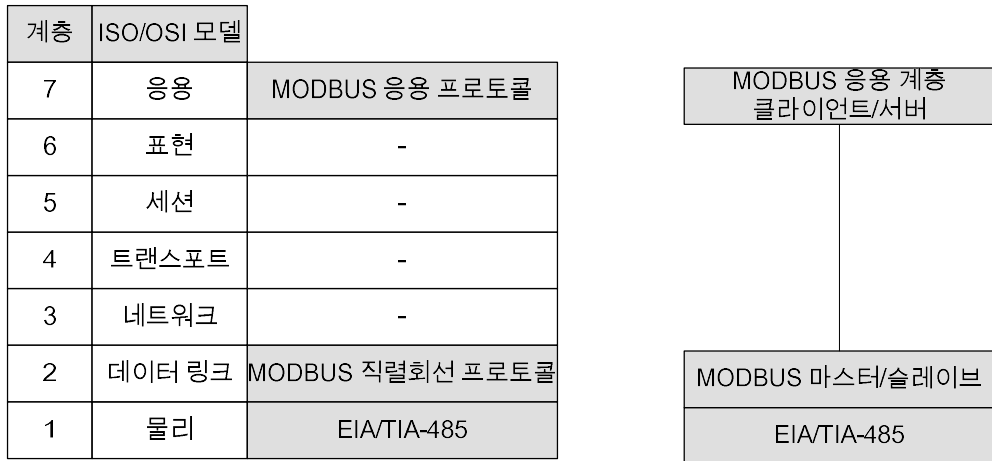 계층 ISO/OSI 모델
7 응용 MODBUS 응용 프로토콜
6 표현 -
5 세션 -
4 트랜스포트 -
3 네트워크 -
2 데이터 링크 MODBUS 직렬회선 프로토콜
1 물리 EIA/TIA-485
MODBUS 응용 계층
클라이언트/서버
MODBUS 마스터/슬레이브
EIA/TIA-485